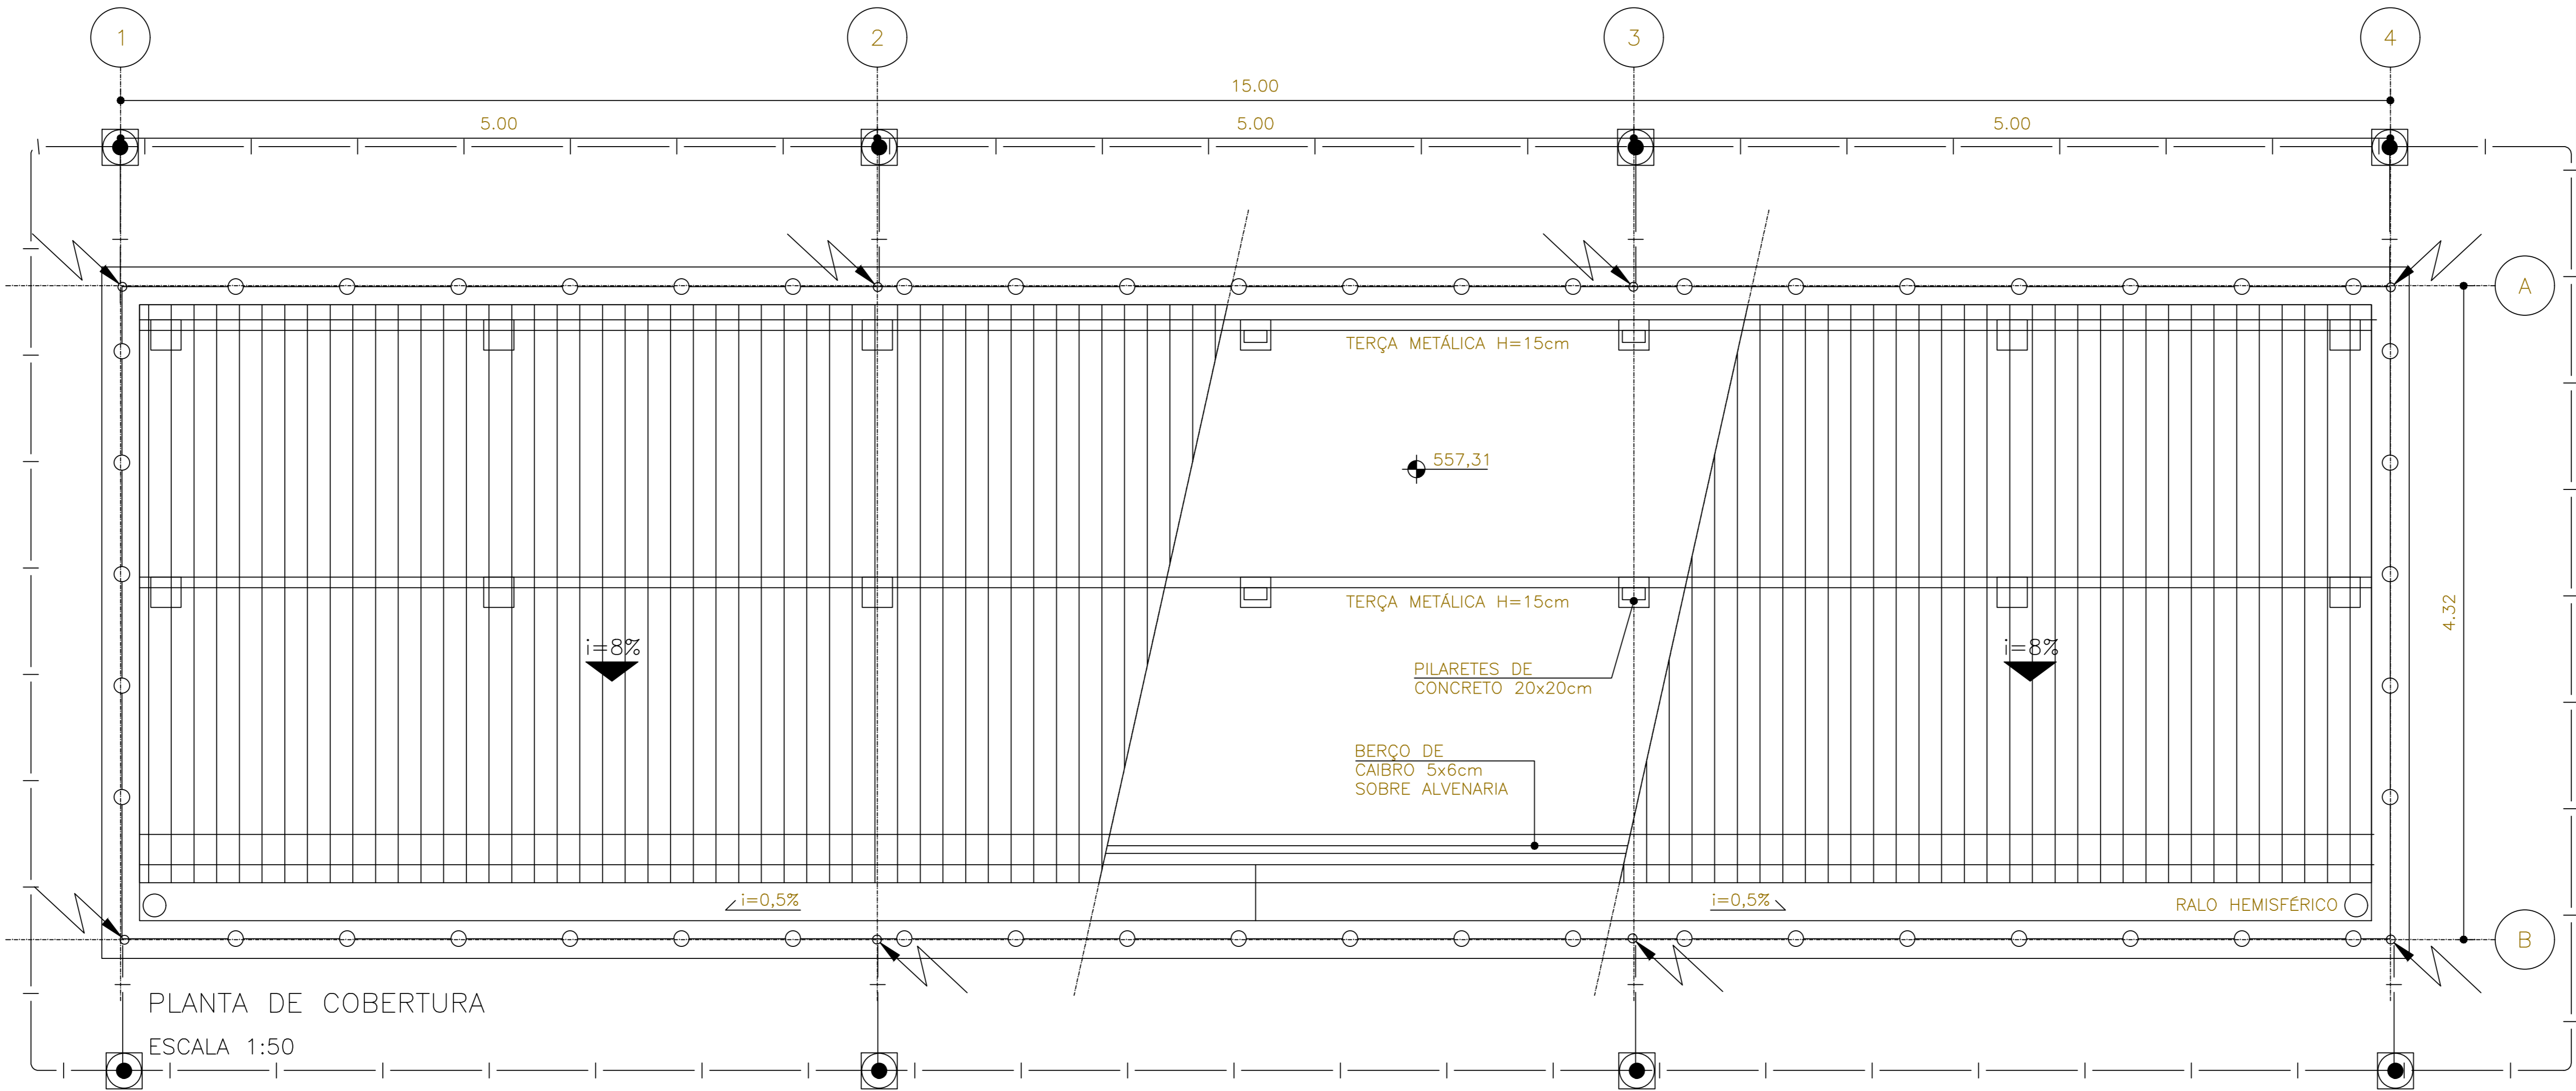 1 2 3 4
15.00
5.00 5.00 5.00
A
TERÇA METÁLICA H=15cm
557,31
TERÇA METÁLICA H=15cm
4.32
i=8% i=8%
PILARETES DE
CONCRETO 20x20cm
BERÇO DE
CAIBRO 5x6cm
SOBRE ALVENARIA
i=0,5% i=0,5% RALO HEMISFÉRICO
B
PLANTA DE COBERTURA
ESCALA 1:50